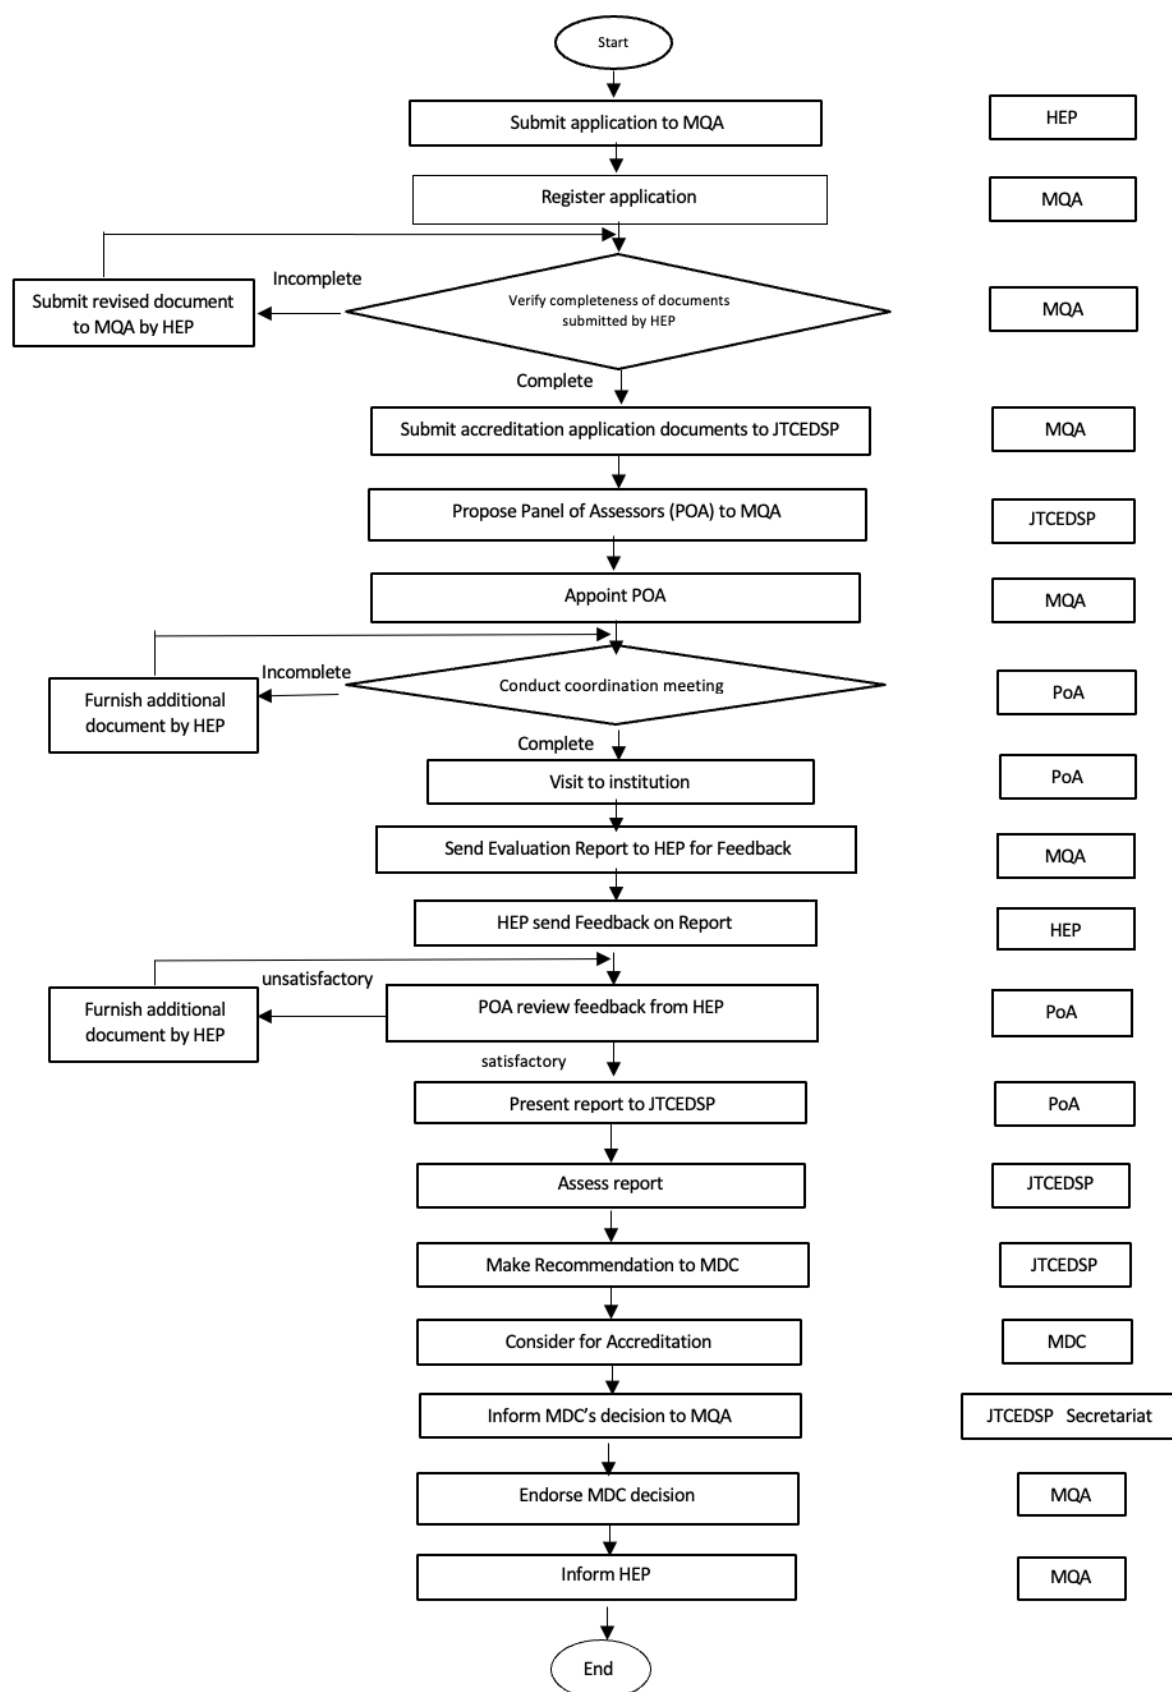 Start
Submit application to MQA
HEP
Register application
MQA
Incomplete
Submit revised document
to MQA by HEP
Verify completeness of documents
submitted by HEP
MQA
Complete
Submit accreditation application documents to JTCEDSP
MQA
Propose Panel of Assessors (POA) to MQA
JTCEDSP
Appoint POA
MQA
Incomplete
Furnish additional
document by HEP
Conduct coordination meeting
PoA
Complete
Visit to institution
PoA
Send Evaluation Report to HEP for Feedback
MQA
HEP send Feedback on Report
HEP
unsatisfactory
Furnish additional
document by HEP
POA review feedback from HEP
PoA
satisfactory
Present report to JTCEDSP
PoA
Assess report
JTCEDSP
Make Recommendation to MDC
JTCEDSP
Consider for Accreditation
MDC
Inform MDC's decision to MQA
JTCEDSP Secretariat
Endorse MDC decision
MQA
Inform HEP
MQA
End